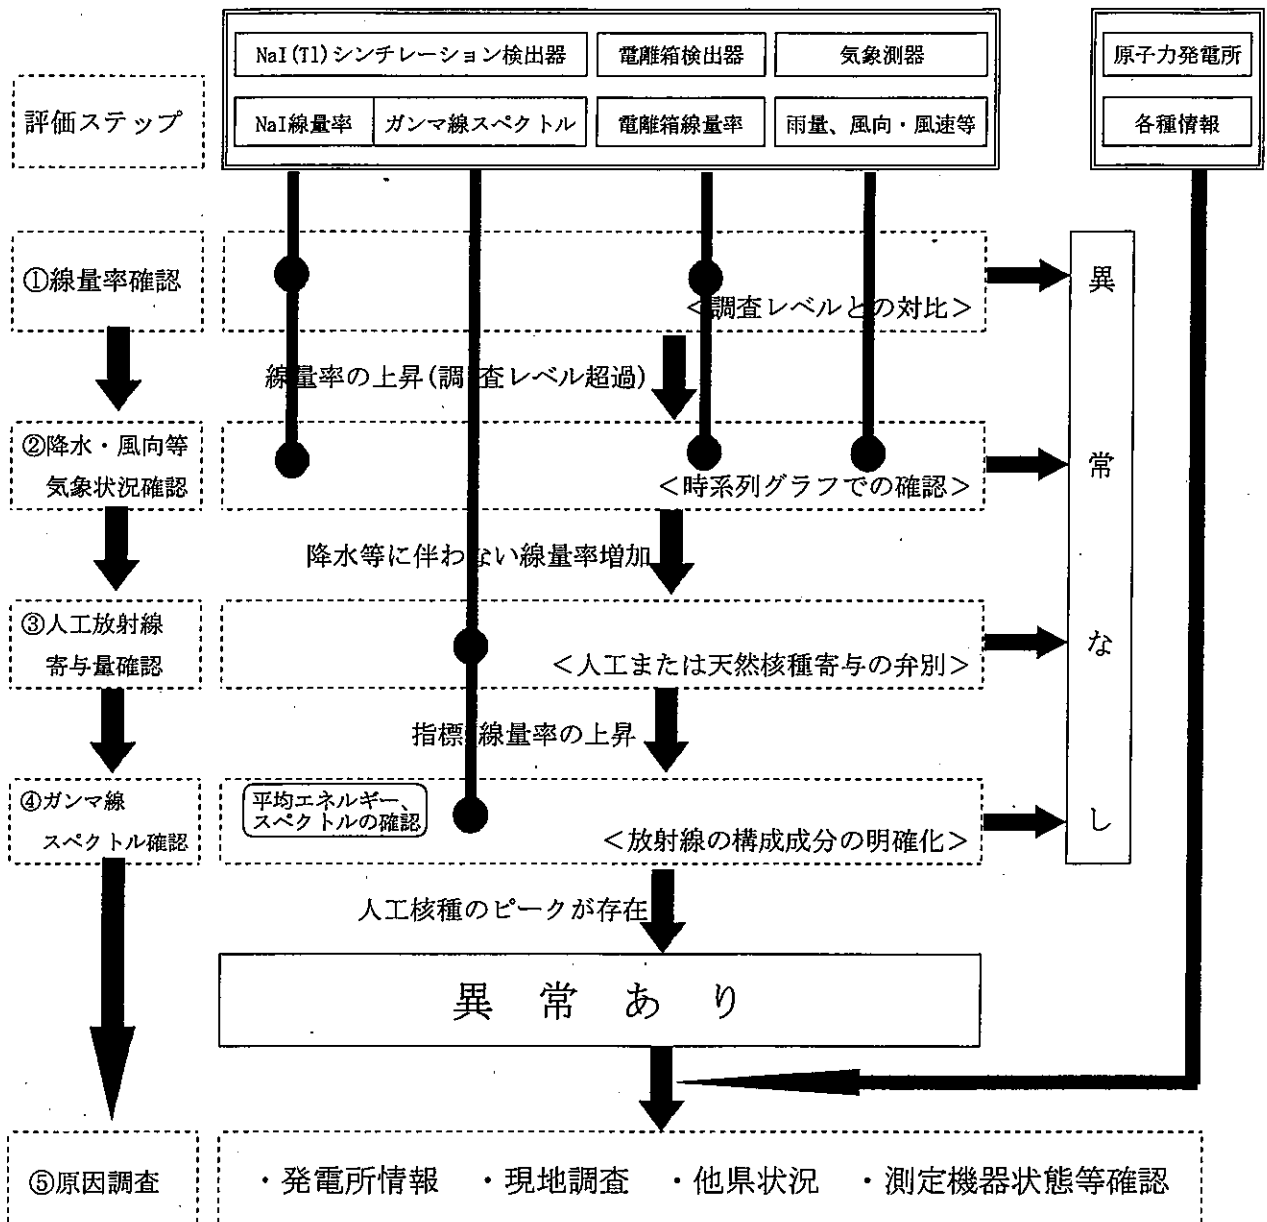 NaI(Tl)シンチレーション検出器
電離箱検出器
気象測器
原子力発電所
評価ステップ
NaI線量率
ガンマ線スペクトル
電離箱線量率
雨量、風向・風速等
各種情報
①線量率確認
<調査レベルとの対比>
線量率の上昇(調査レベル超過)
②降水・風向等
気象状況確認
<時系列グラフでの確認>
降水等に伴わない線量率増加
③人工放射線
寄与量確認
<人工または天然核種寄与の弁別>
指標線量率の上昇
④ガンマ線
スペクトル確認
平均エネルギー、
スペクトルの確認
<放射線の構成成分の明確化>
異常なし
人工核種のピークが存在
異常あり
⑤原因調査
・発電所情報 ・現地調査 ・他県状況 ・測定機器状態等確認